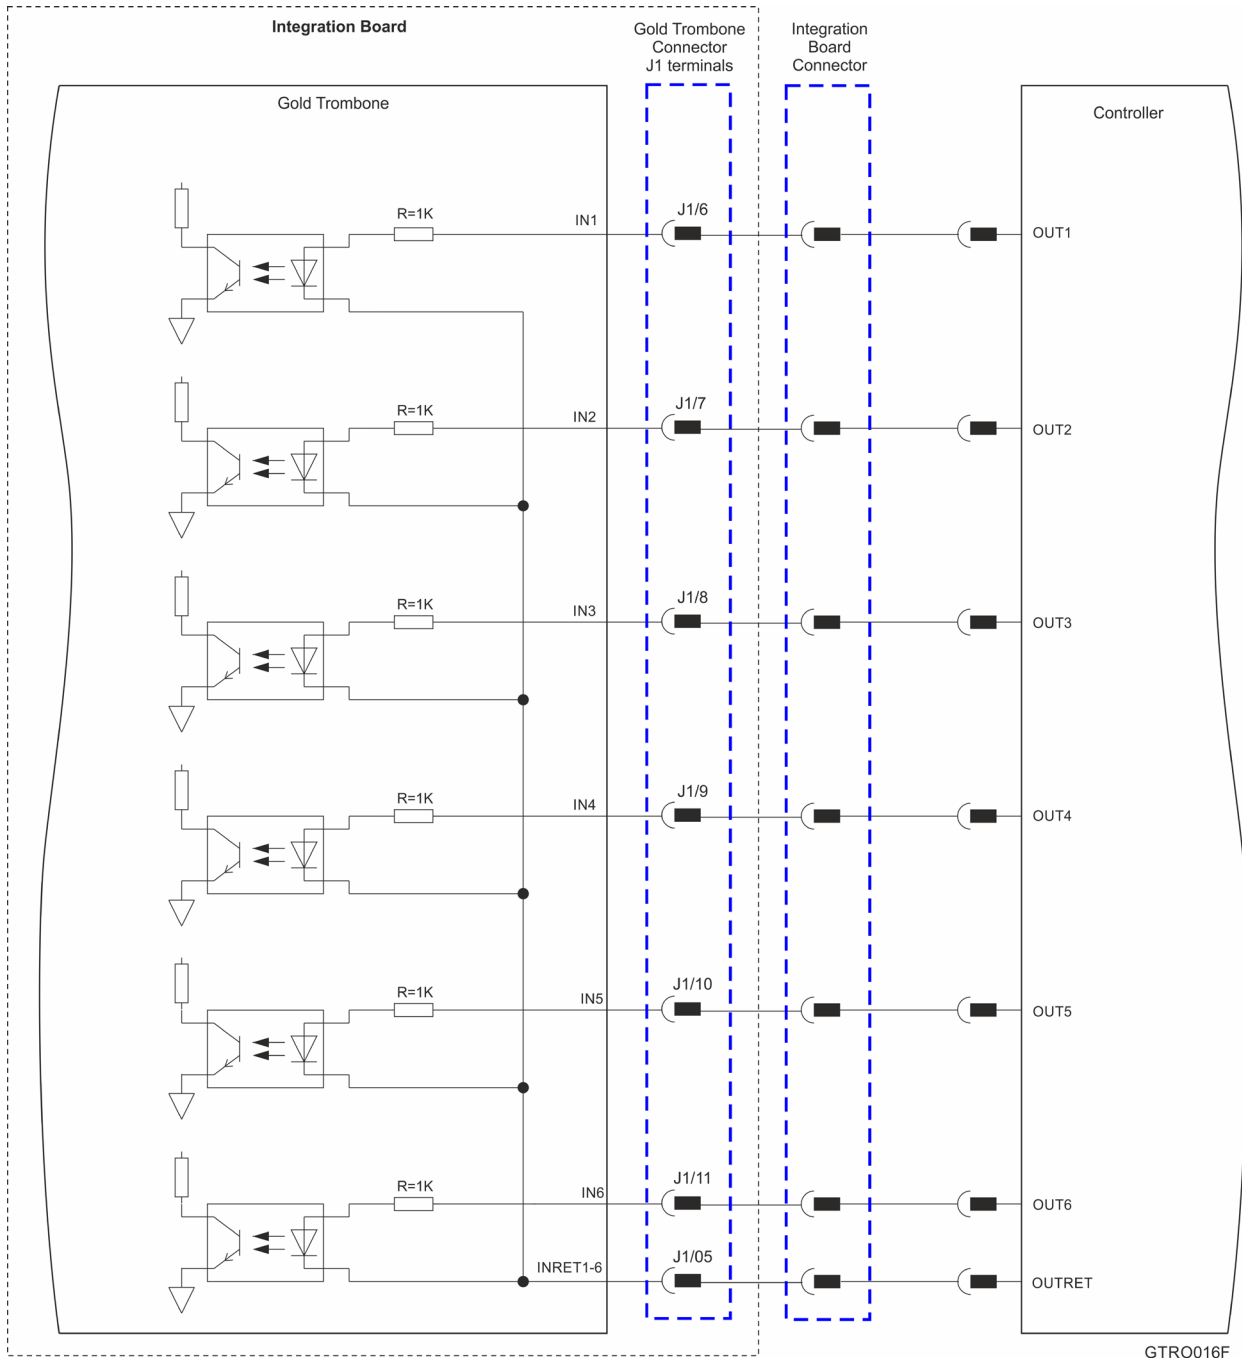 Integration Board
Gold Trombone
Connector
J1 terminals
Integration
Board
Connector
Gold Trombone
Controller
R=1K
IN1
J1/6
OUT1
R=1K
IN2
J1/7
OUT2
R=1K
IN3
J1/8
OUT3
R=1K
IN4
J1/9
OUT4
R=1K
IN5
J1/10
OUT5
R=1K
IN6
J1/11
OUT6
INRET1-6
J1/05
OUTRET
GTRO016F